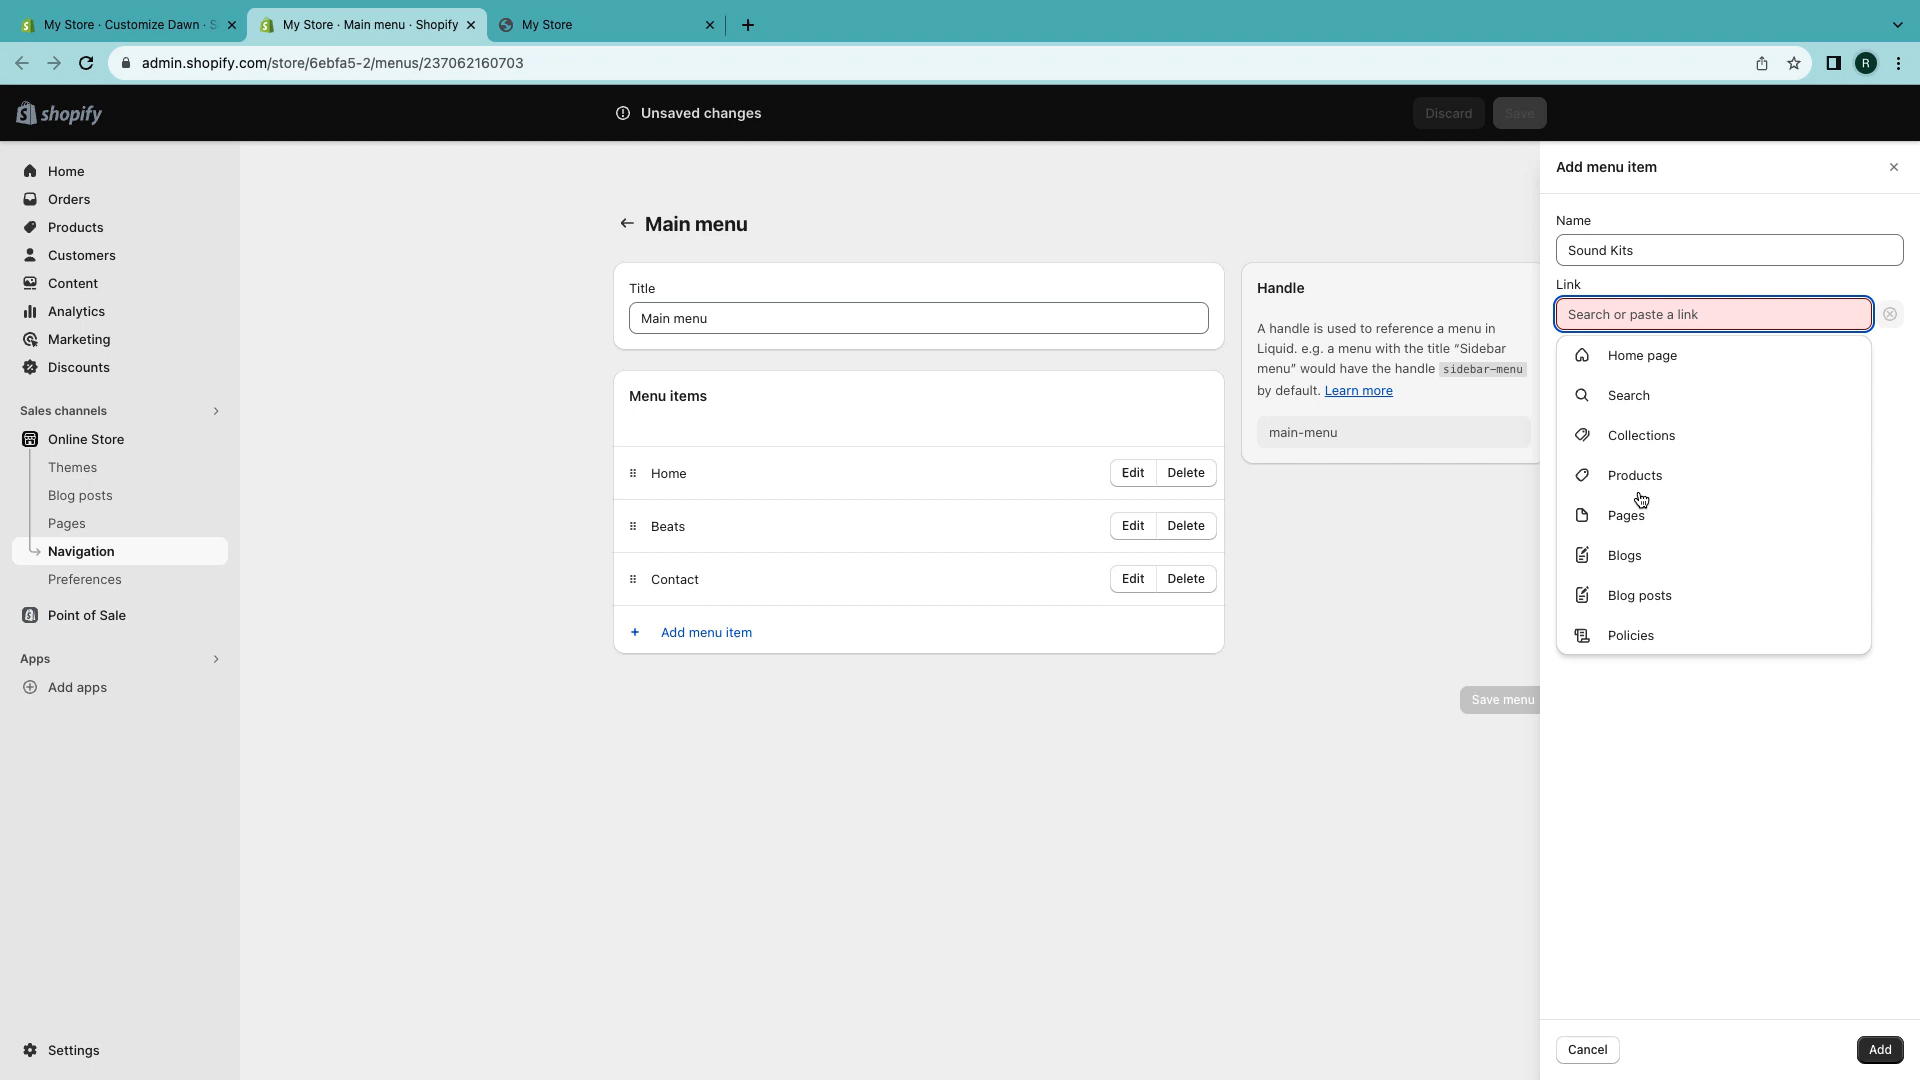 My Store · Customize Dawn · S
My Store · Main menu · Shopify
My Store
admin.shopify.com/store/6ebfa5-2/menus/237062160703
R
shopify
Unsaved changes
Discard
Save
Home
Orders
Products
Customers
Content
Analytics
Marketing
Discounts
Sales channels
Online Store
Themes
Blog posts
Pages
Navigation
Preferences
Point of Sale
Apps
Add apps
Settings
Main menu
Title
Main menu
Menu items
Home
Edit
Delete
Beats
Edit
Delete
Contact
Edit
Delete
Add menu item
Handle
A handle is used to reference a menu in
Liquid. e.g. a menu with the title “Sidebar
menu” would have the handle sidebar-menu
by default. Learn more
main-menu
Save menu
Add menu item
Name
Sound Kits
Link
Search or paste a link
Home page
Search
Collections
Products
Pages
Blogs
Blog posts
Policies
Cancel
Add